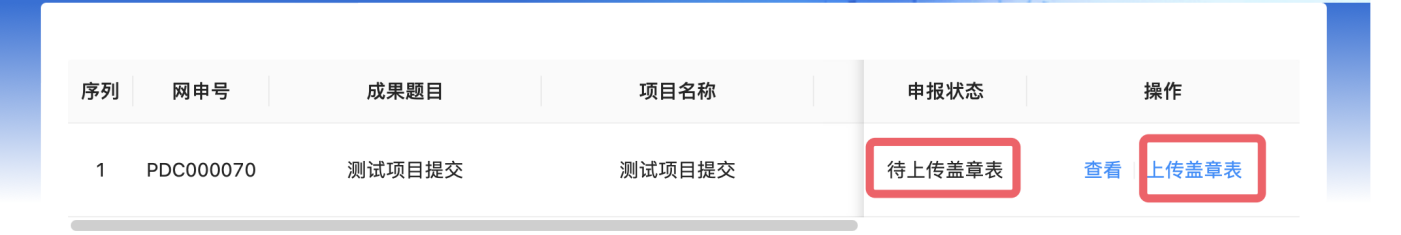 序列 网申号 成果题目 项目名称 申报状态 操作
1 PDC000070 测试项目提交 测试项目提交 待上传盖章表 查看 上传盖章表